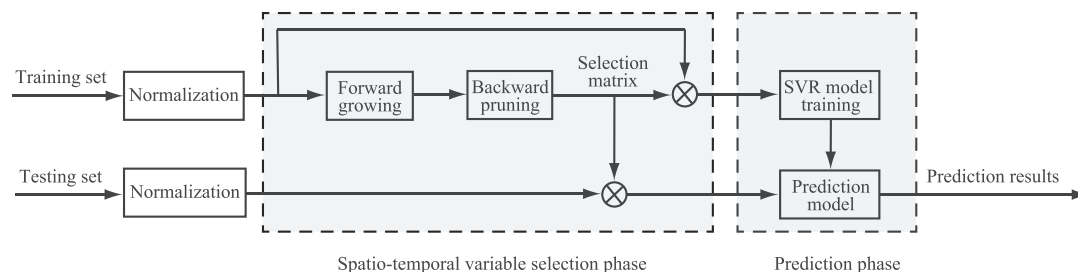 Training set
Normalization
Forward
growing
Backward
pruning
Selection
matrix
SVR model
training
Testing set
Normalization
Prediction
model
Prediction results
Spatio-temporal variable selection phase
Prediction phase